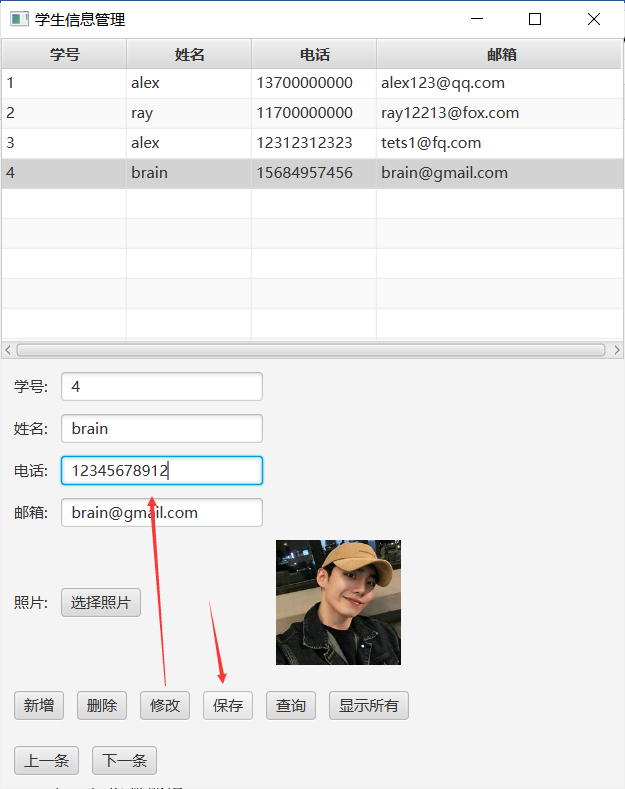 学生信息管理
学号 姓名 电话 邮箱
1 alex 13700000000 alex123@qq.com
2 ray 11700000000 ray12213@fox.com
3 alex 12312312323 tets1@fq.com
4 brain 15684957456 brain@gmail.com
学号: 4
姓名: brain
电话: 12345678912
邮箱: brain@gmail.com
照片: 选择照片
新增 删除 修改 保存 查询 显示所有
上一条 下一条